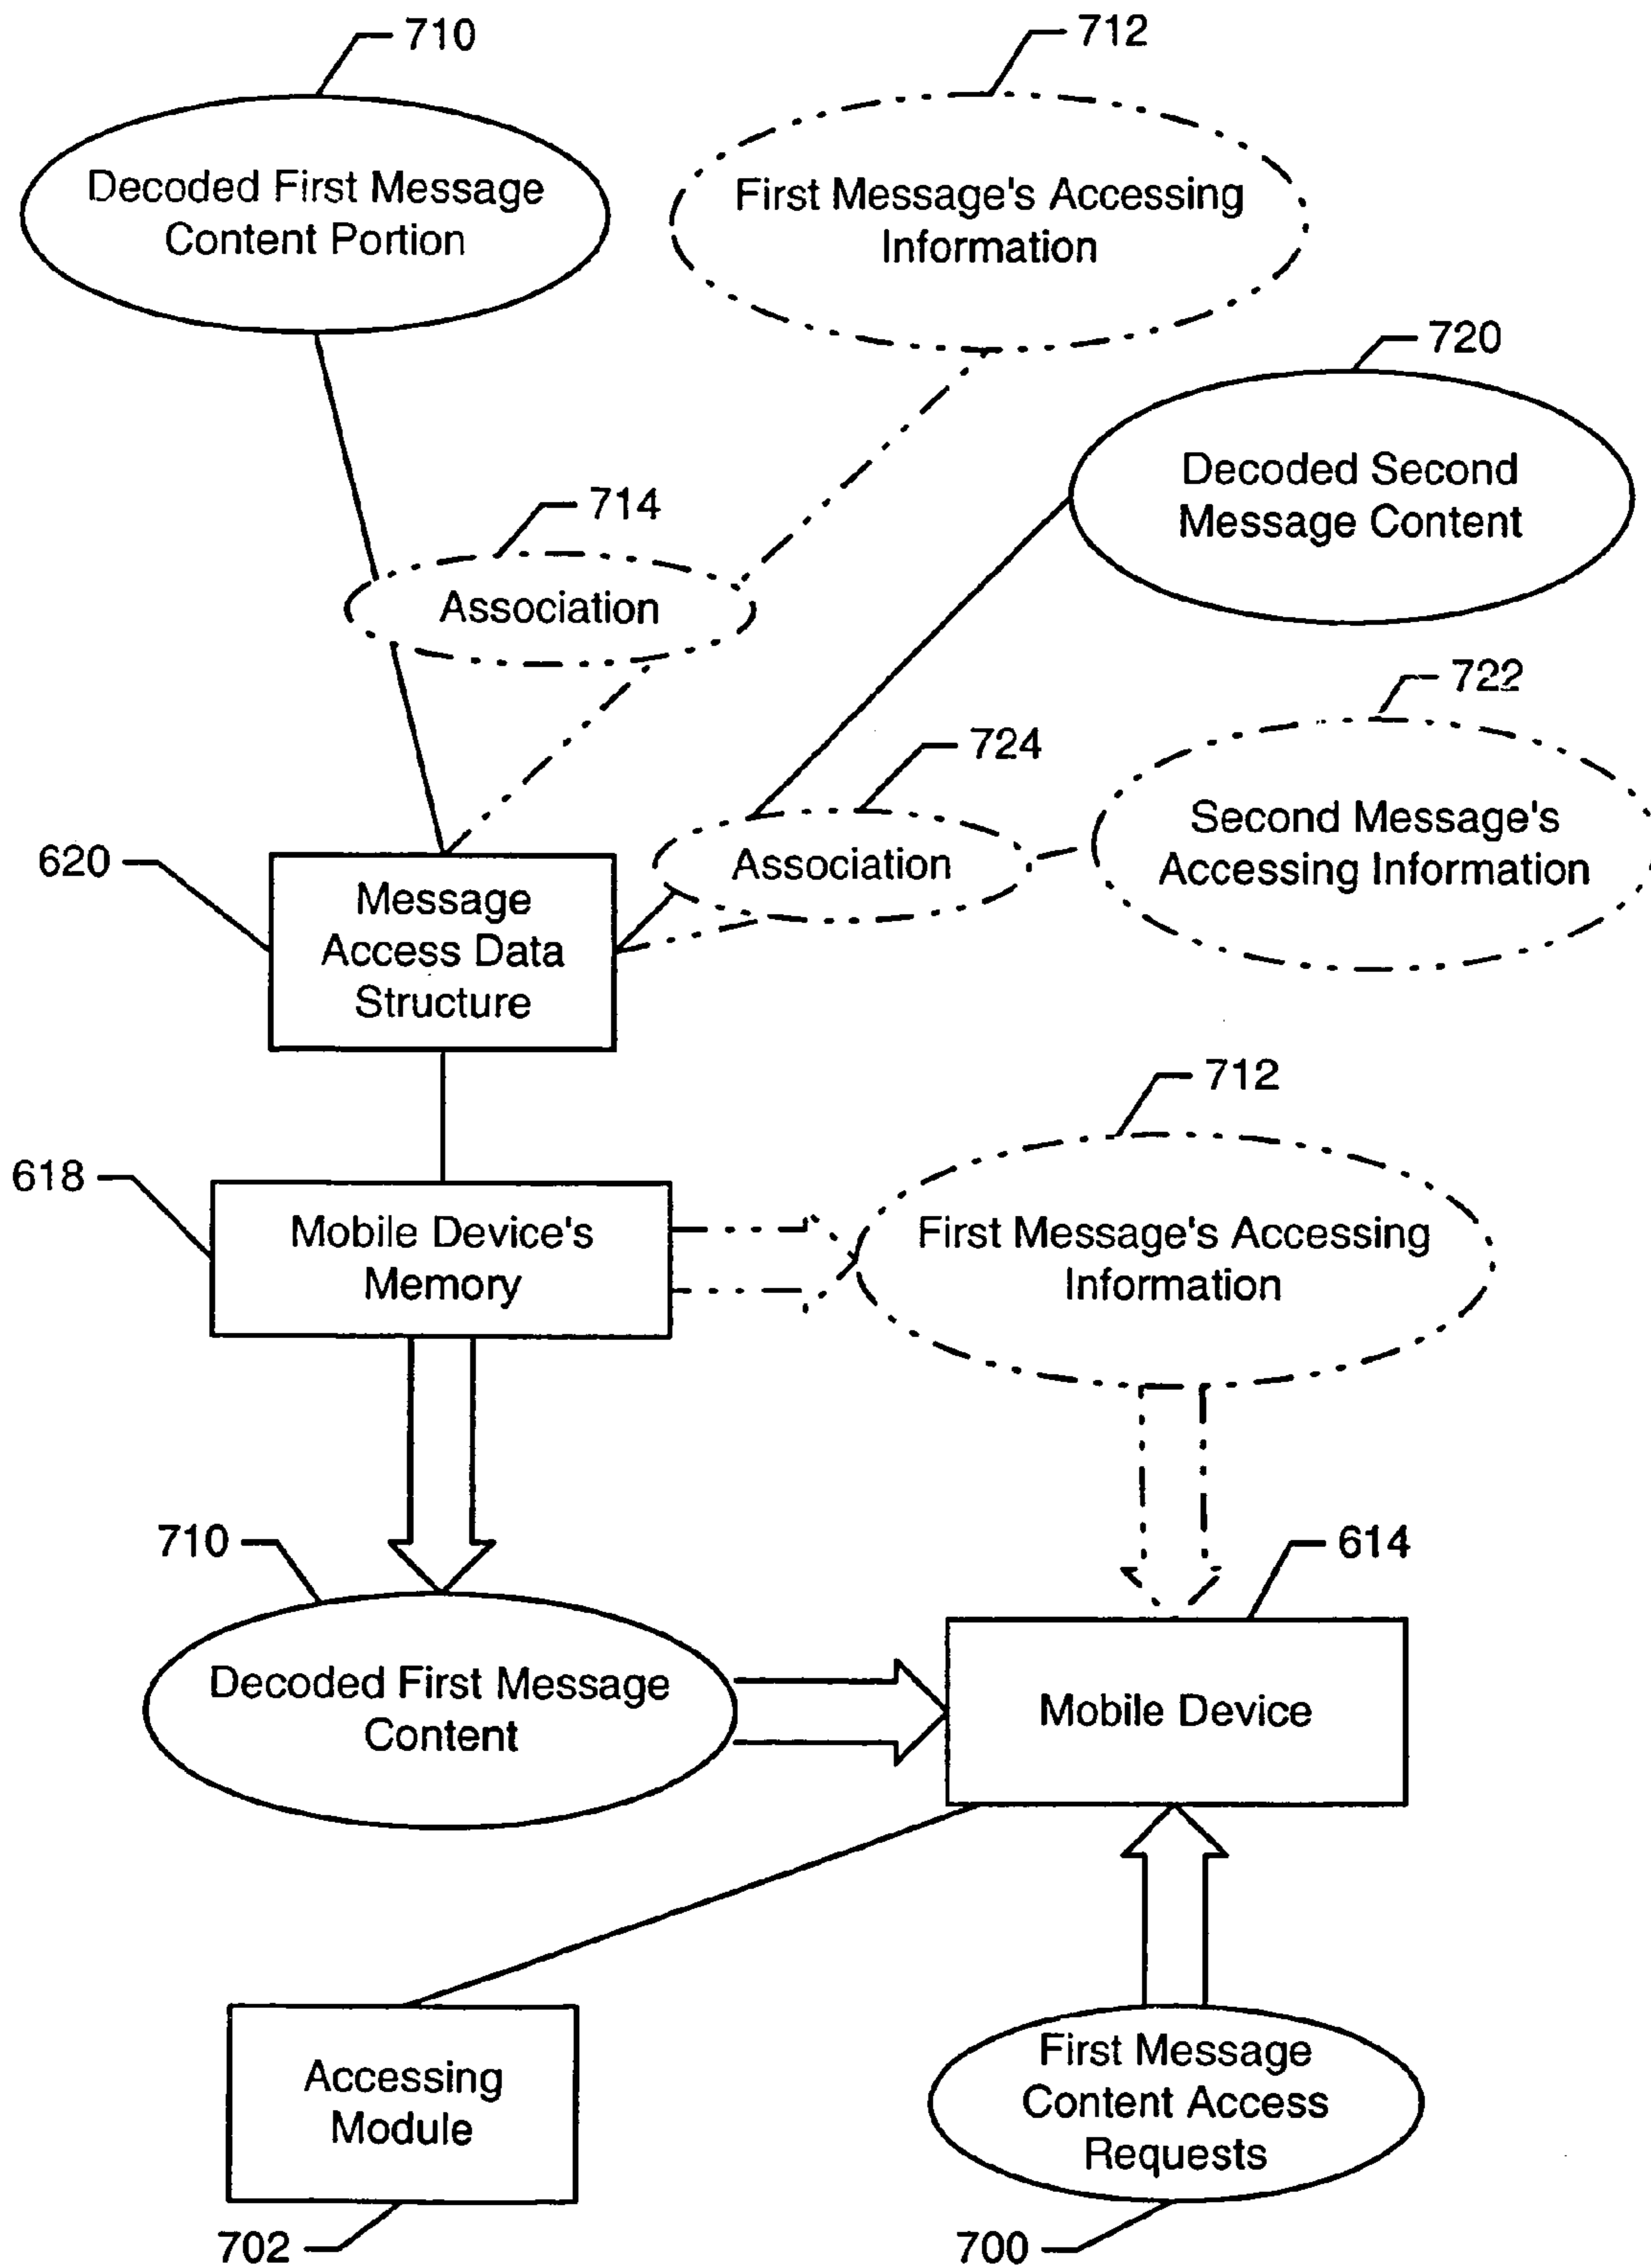 710
712
Decoded First Message
Content Portion
First Message's Accessing
Information
720
Decoded Second
Message Content
714
Association
722
724
Second Message's
Accessing Information
Association
620
Message
Access Data
Structure
712
618
Mobile Device's
Memory
First Message's Accessing
Information
710
614
Decoded First Message
Content
Mobile Device
Accessing
Module
First Message
Content Access
Requests
702
700